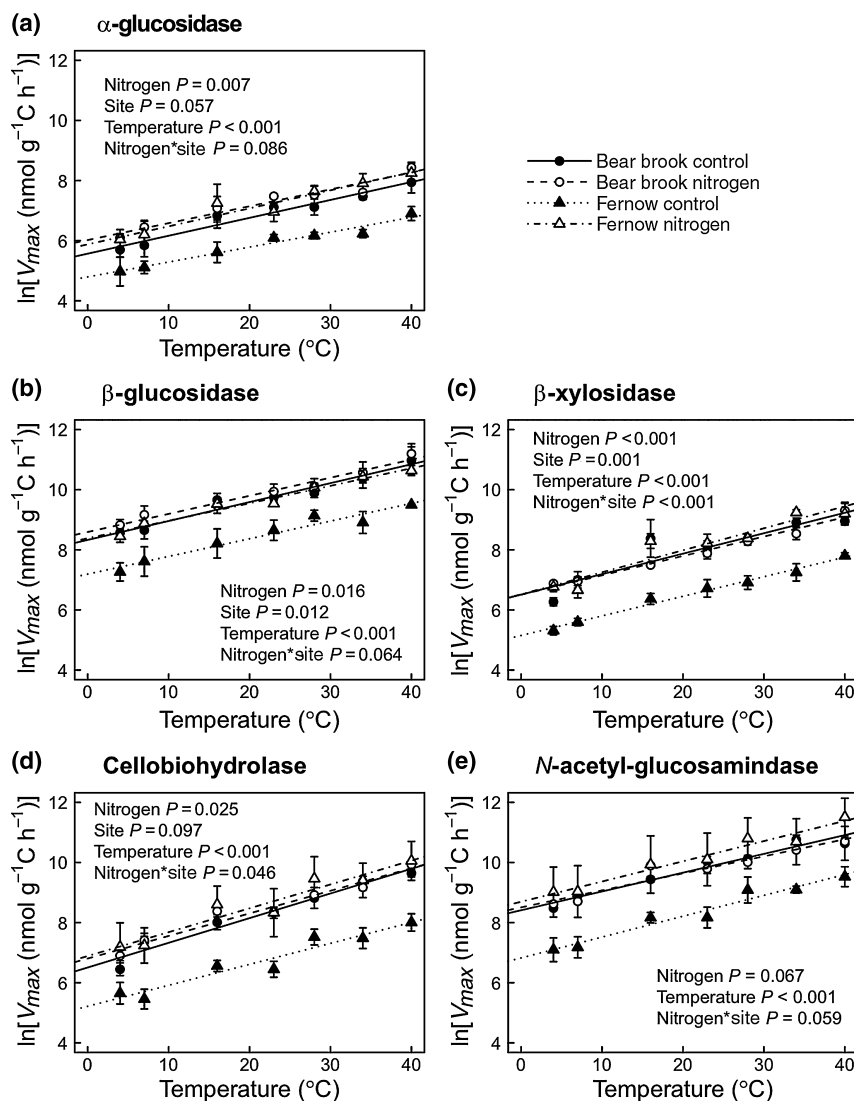 (a) α-glucosidase
12
10
8
6
4
ln[Vmax (nmol g−1C h−1)]
Nitrogen P = 0.007
Site P = 0.057
Temperature P < 0.001
Nitrogen*site P = 0.086
0 10 20 30 40
Temperature (°C)
Bear brook control
Bear brook nitrogen
Fernow control
Fernow nitrogen
(b) β-glucosidase
12
10
8
6
4
ln[Vmax (nmol g−1C h−1)]
Nitrogen P = 0.016
Site P = 0.012
Temperature P < 0.001
Nitrogen*site P = 0.064
0 10 20 30 40
Temperature (°C)
(c) β-xylosidase
12
10
8
6
4
ln[Vmax (nmol g−1C h−1)]
Nitrogen P < 0.001
Site P = 0.001
Temperature P < 0.001
Nitrogen*site P < 0.001
0 10 20 30 40
Temperature (°C)
(d) Cellobiohydrolase
12
10
8
6
4
ln[Vmax (nmol g−1C h−1)]
Nitrogen P = 0.025
Site P = 0.097
Temperature P < 0.001
Nitrogen*site P = 0.046
0 10 20 30 40
Temperature (°C)
(e) N-acetyl-glucosamindase
12
10
8
6
4
ln[Vmax (nmol g−1C h−1)]
Nitrogen P = 0.067
Temperature P < 0.001
Nitrogen*site P = 0.059
0 10 20 30 40
Temperature (°C)